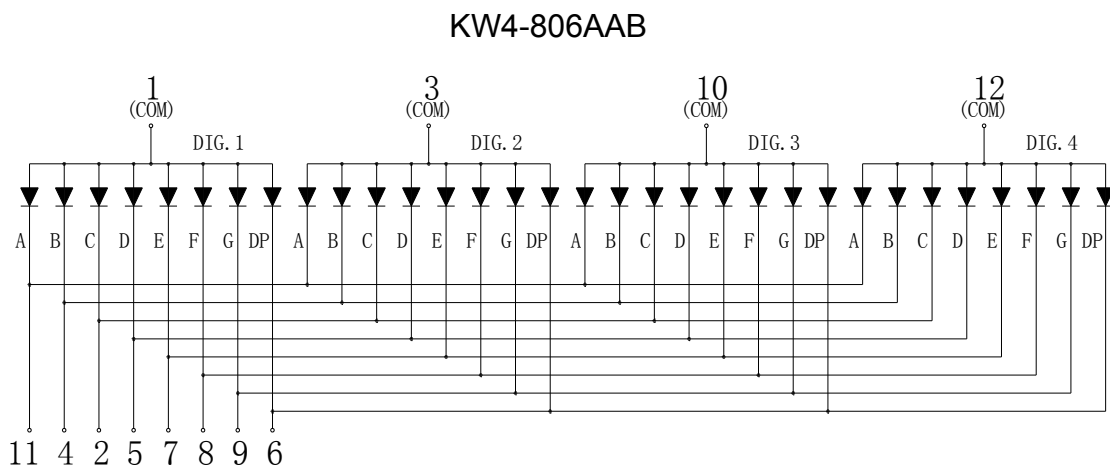 KW4-806AAB
1 3 10 12
(COM) (COM) (COM) (COM)
DIG.1 DIG.2 DIG.3 DIG.4
A B C D E F G DP A B C D E F G DP A B C D E F G DP A B C D E F G DP
11 4 2 5 7 8 9 6